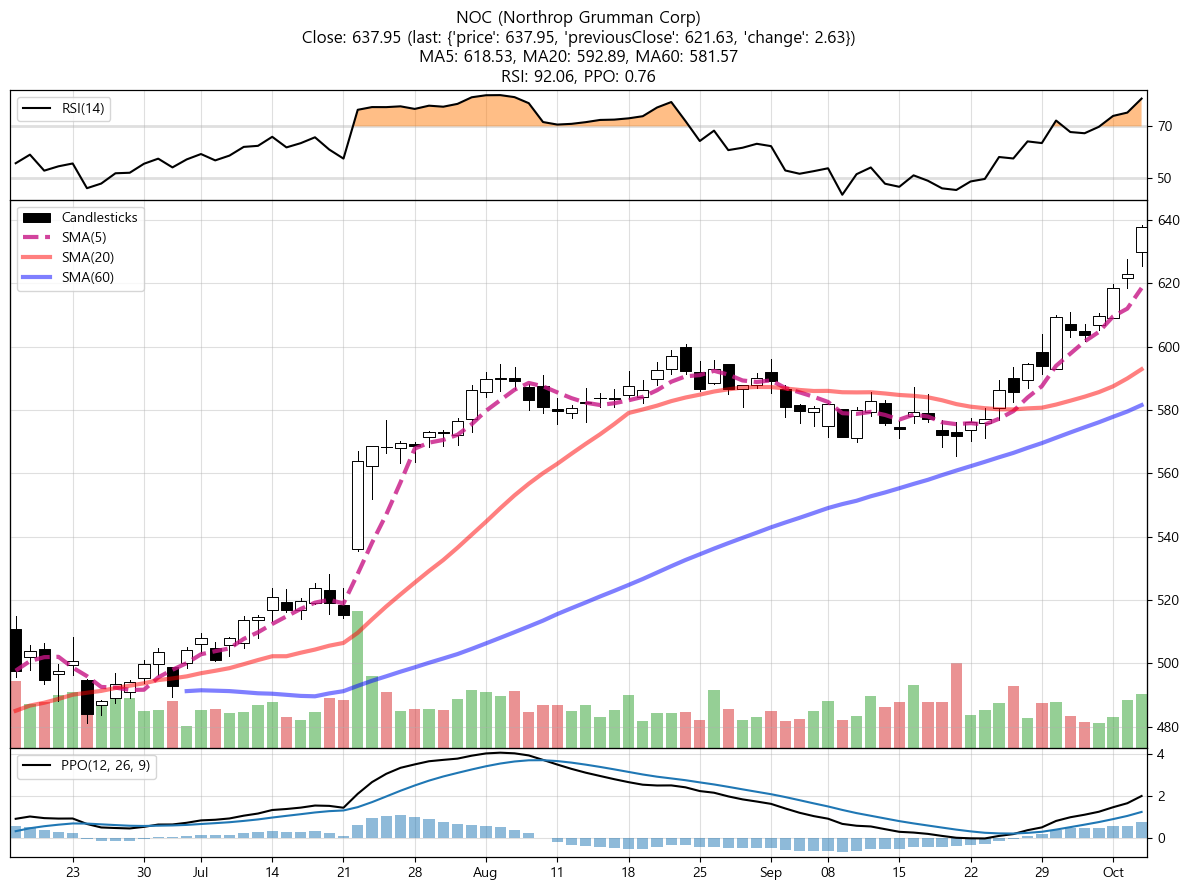 NOC (Northrop Grumman Corp)
Close: 637.95 (last: {'price': 637.95, 'previousClose': 621.63, 'change': 2.63})
MA5: 618.53, MA20: 592.89, MA60: 581.57
RSI: 92.06, PPO: 0.76
RSI(14)
70
50
Candlesticks
SMA(5)
SMA(20)
SMA(60)
640
620
600
580
560
540
520
500
480
PPO(12, 26, 9)
4
2
0
23 30 Jul 14 21 28 Aug 11 18 25 Sep 08 15 22 29 Oct